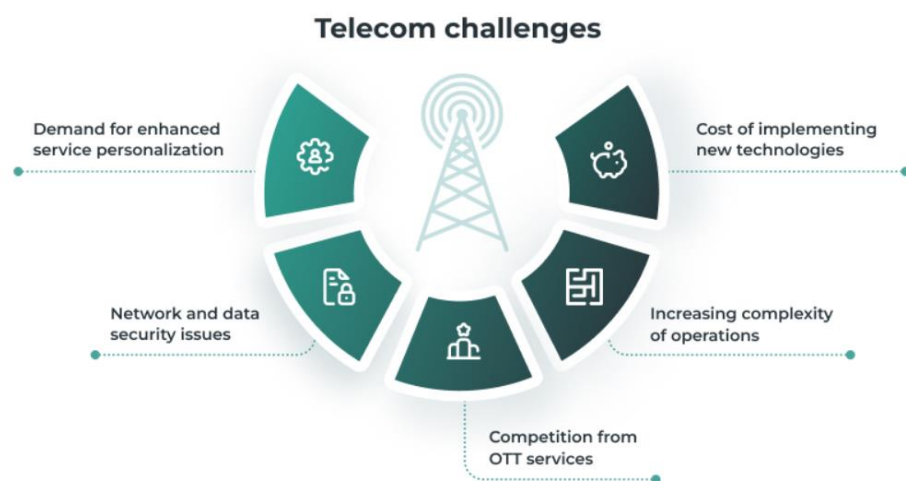 Telecom challenges
Demand for enhanced
service personalization
Network and data
security issues
Competition from
OTT services
Increasing complexity
of operations
Cost of implementing
new technologies